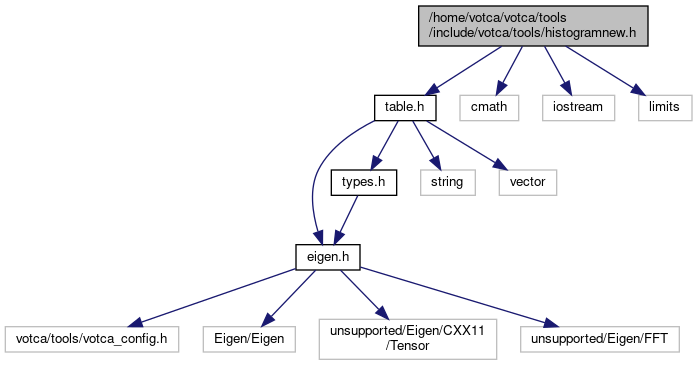 /home/votca/votca/tools
/include/votca/tools/histogramnew.h
table.h
cmath
iostream
limits
types.h
string
vector
eigen.h
votca/tools/votca_config.h
Eigen/Eigen
unsupported/Eigen/CXX11
/Tensor
unsupported/Eigen/FFT